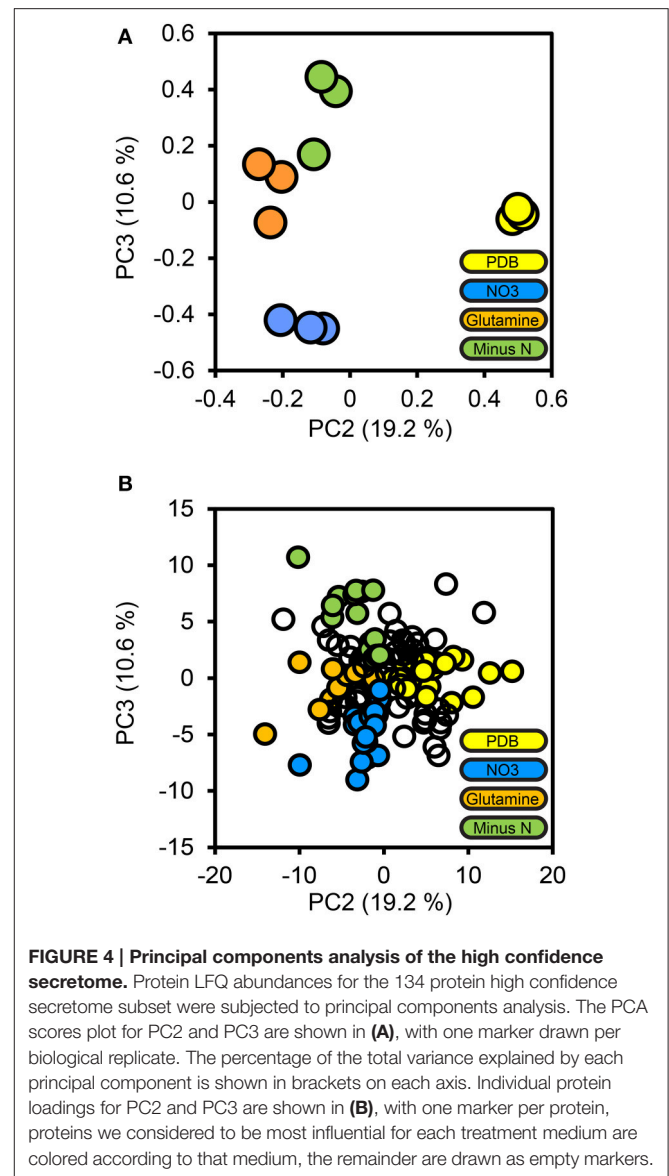 A
0.6
0.4
0.2
0
-0.2
-0.4
-0.6
PC3 (10.6 %)
PDB
NO3
Glutamine
Minus N
-0.4 -0.2 0 0.2 0.4 0.6
PC2 (19.2 %)
B
15
10
5
0
-5
-10
-15
PC3 (10.6 %)
PDB
NO3
Glutamine
Minus N
-20 -10 0 10 20
PC2 (19.2 %)
FIGURE 4 | Principal components analysis of the high confidence
secretome. Protein LFQ abundances for the 134 protein high confidence
secretome subset were subjected to principal components analysis. The PCA
scores plot for PC2 and PC3 are shown in (A), with one marker drawn per
biological replicate. The percentage of the total variance explained by each
principal component is shown in brackets on each axis. Individual protein
loadings for PC2 and PC3 are shown in (B), with one marker per protein,
proteins we considered to be most influential for each treatment medium are
colored according to that medium, the remainder are drawn as empty markers.